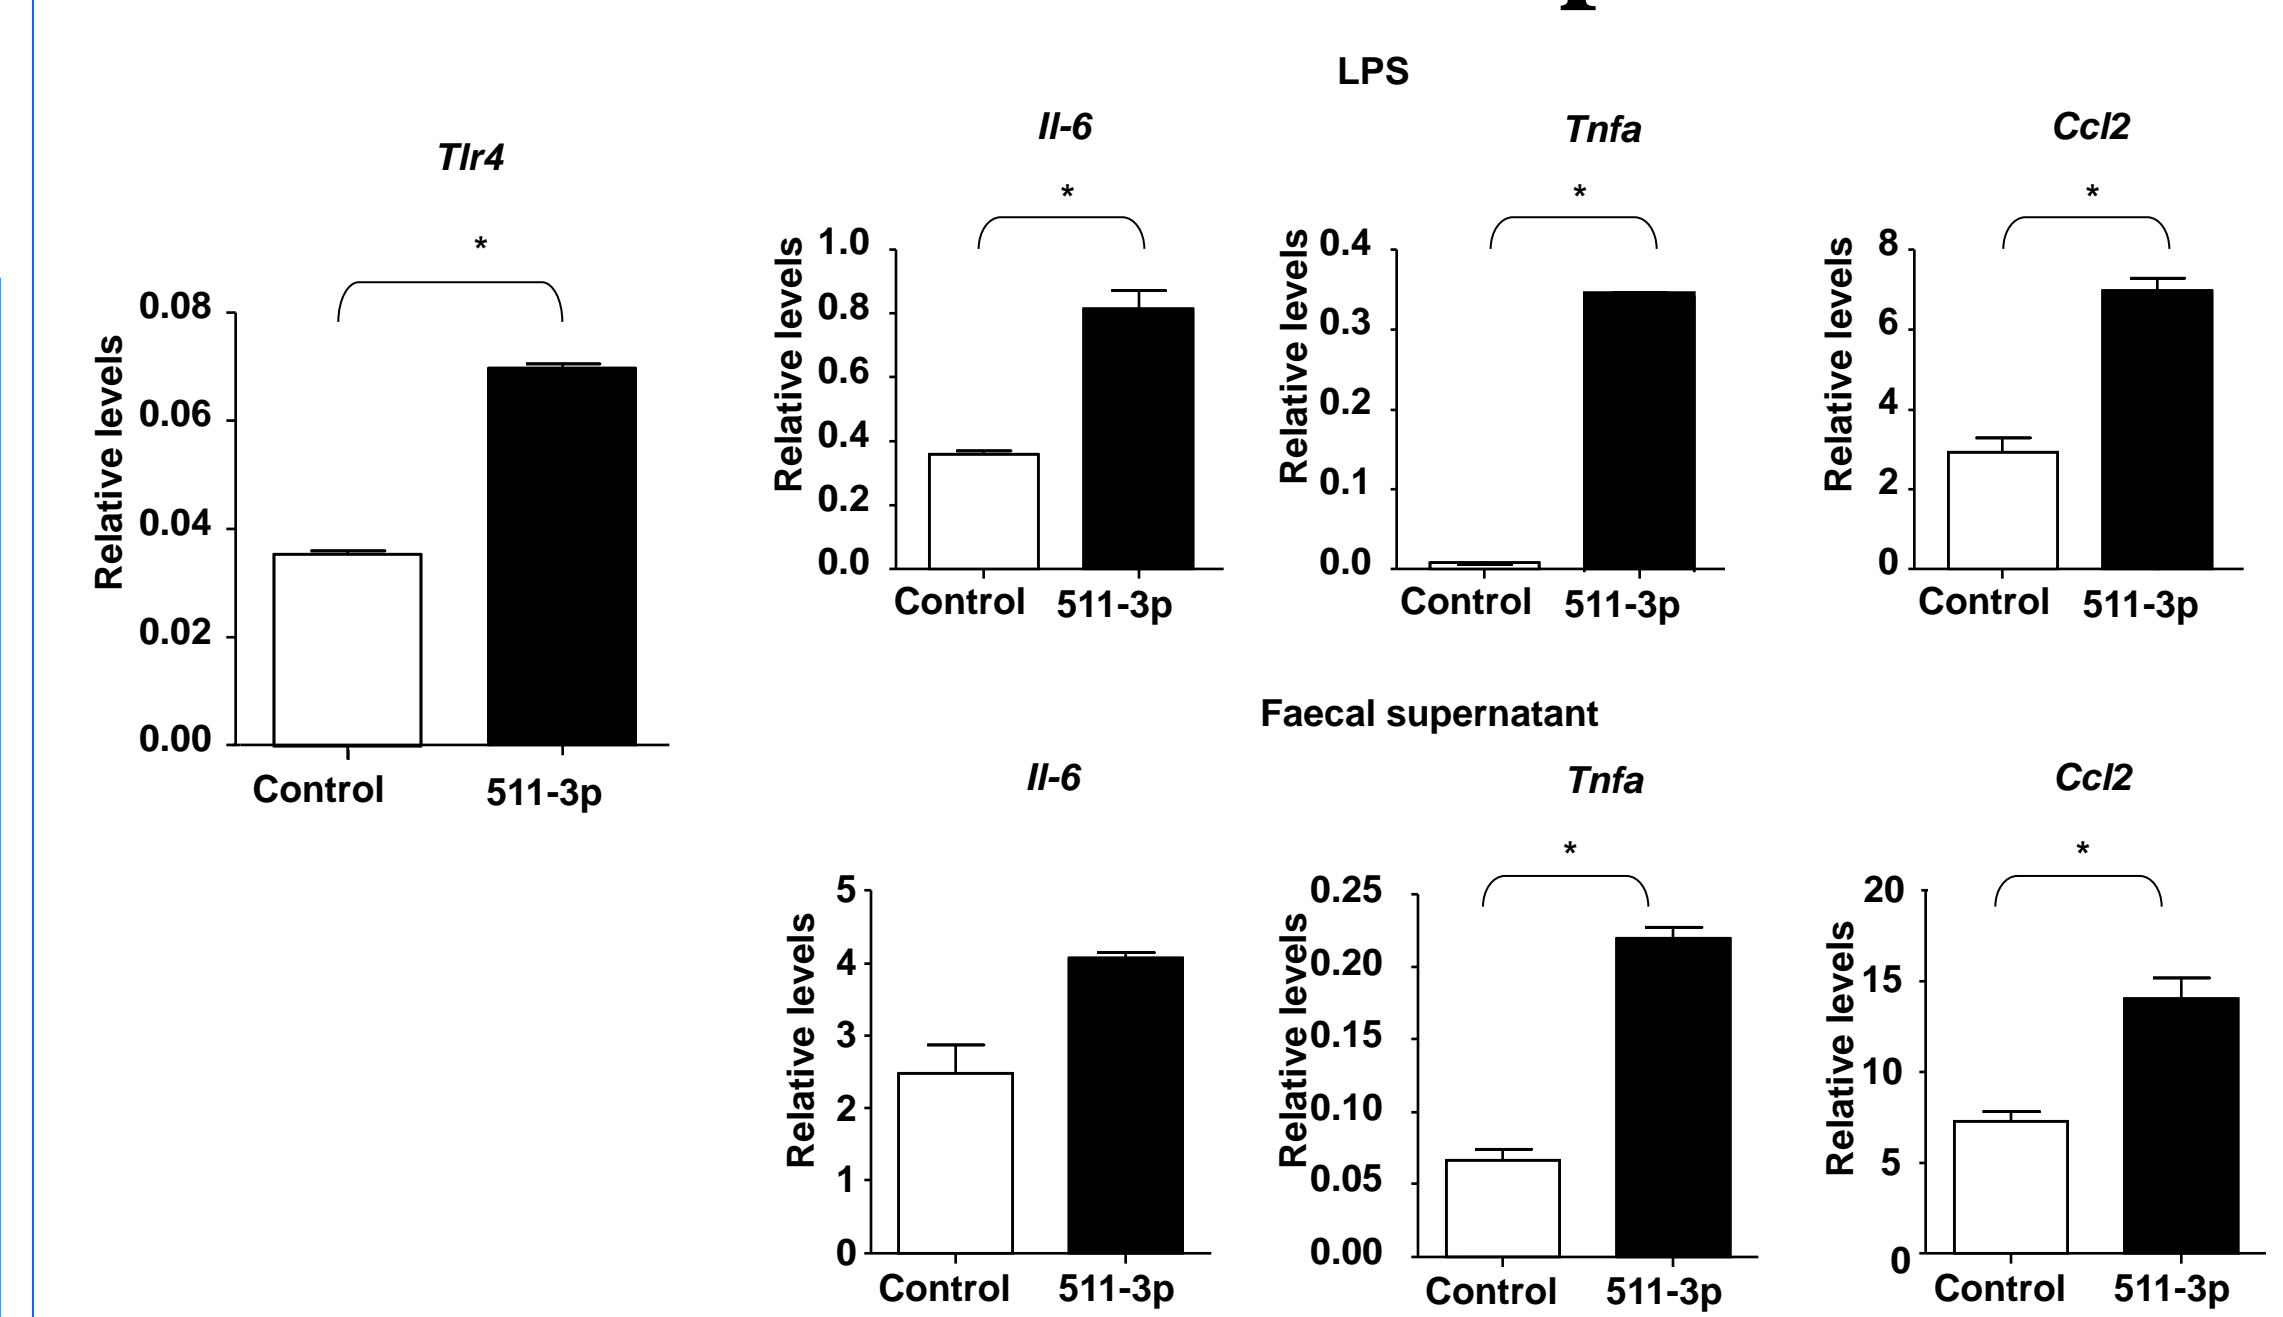 LPS
Tlr4
*
Relative levels
0.08
0.06
0.04
0.02
0.00
Control 511-3p
Il-6
*
Relative levels
1.0
0.8
0.6
0.4
0.2
0.0
Control 511-3p
Tnfa
*
Relative levels
0.4
0.3
0.2
0.1
0.0
Control 511-3p
Ccl2
*
Relative levels
8
6
4
2
0
Control 511-3p
Faecal supernatant
Il-6
Relative levels
5
4
3
2
1
0
Control 511-3p
Tnfa
*
Relative levels
0.25
0.20
0.15
0.10
0.05
0.00
Control 511-3p
Ccl2
*
Relative levels
20
15
10
5
0
Control 511-3p